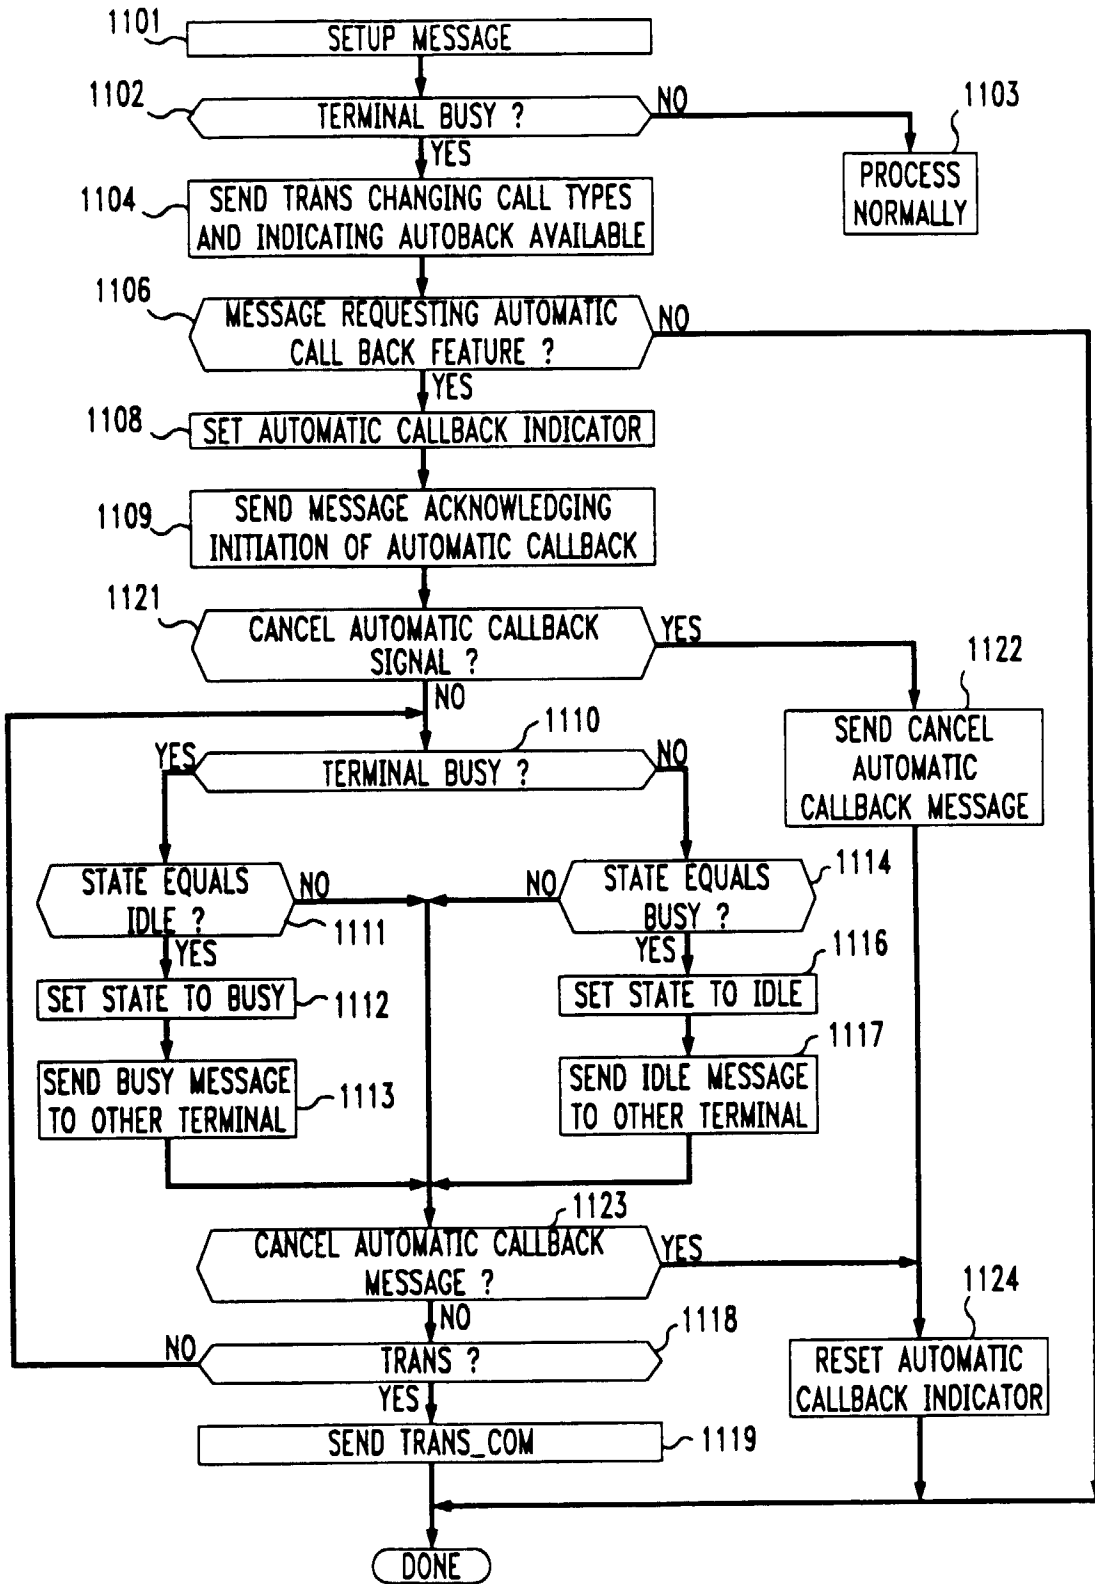 1101
SETUP MESSAGE
1102
TERMINAL BUSY ?
NO
1103
YES
PROCESS
NORMALLY
1104
SEND TRANS CHANGING CALL TYPES
AND INDICATING AUTOBACK AVAILABLE
1106
MESSAGE REQUESTING AUTOMATIC
CALL BACK FEATURE ?
NO
YES
1108
SET AUTOMATIC CALLBACK INDICATOR
1109
SEND MESSAGE ACKNOWLEDGING
INITIATION OF AUTOMATIC CALLBACK
1121
CANCEL AUTOMATIC CALLBACK
SIGNAL ?
YES
1122
NO
SEND CANCEL
AUTOMATIC
CALLBACK MESSAGE
1110
YES
TERMINAL BUSY ?
NO
STATE EQUALS
IDLE ?
NO
1111
NO
STATE EQUALS
BUSY ?
1114
YES
YES
1116
SET STATE TO BUSY
1112
SET STATE TO IDLE
1117
SEND BUSY MESSAGE
TO OTHER TERMINAL
1113
SEND IDLE MESSAGE
TO OTHER TERMINAL
1123
CANCEL AUTOMATIC CALLBACK
MESSAGE ?
YES
1124
NO
1118
NO
TRANS ?
RESET AUTOMATIC
CALLBACK INDICATOR
YES
SEND TRANS_COM
1119
DONE